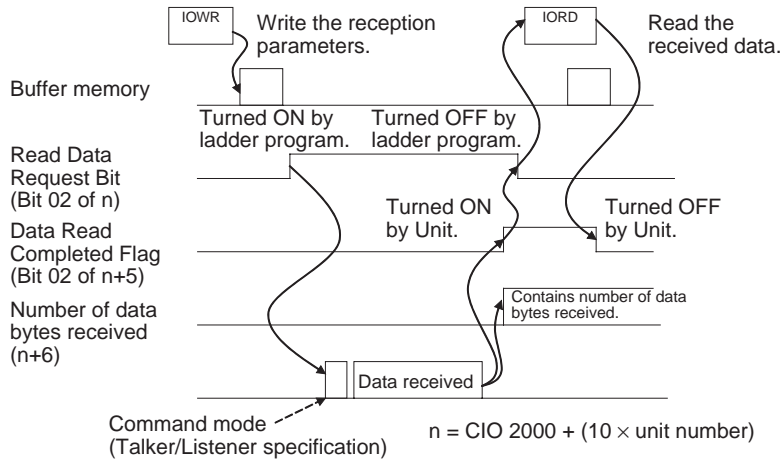 IOWR
Write the reception
parameters.
IORD
Read the
received data.
Buffer memory
Turned ON by
ladder program.
Turned OFF by
ladder program.
Read Data
Request Bit
(Bit 02 of n)
Turned ON
by Unit.
Turned OFF
by Unit.
Data Read
Completed Flag
(Bit 02 of n+5)
Contains number of data
bytes received.
Number of data
bytes received
(n+6)
Data received
Command mode
(Talker/Listener specification)
n = CIO 2000 + (10 × unit number)